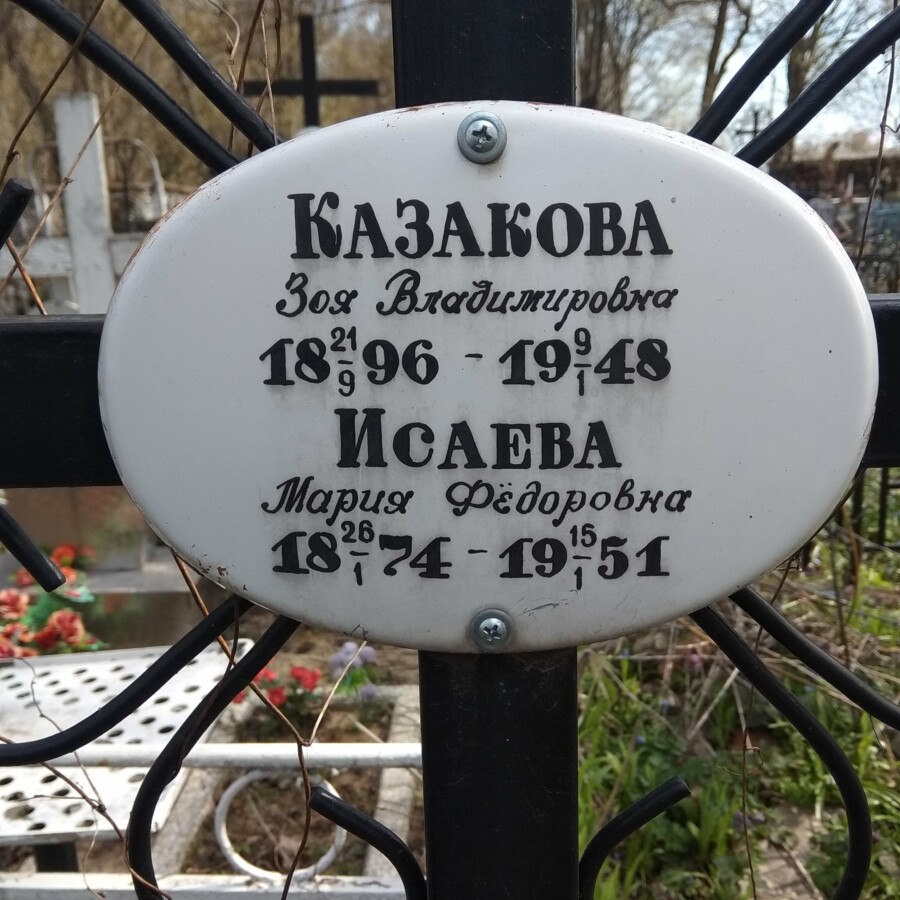 КАЗАКОВА
Зоя Владимировна
18 21/9 96 - 19 9/1 48
ИСАЕВА
Мария Фёдоровна
18 26/1 74 - 19 15/1 51